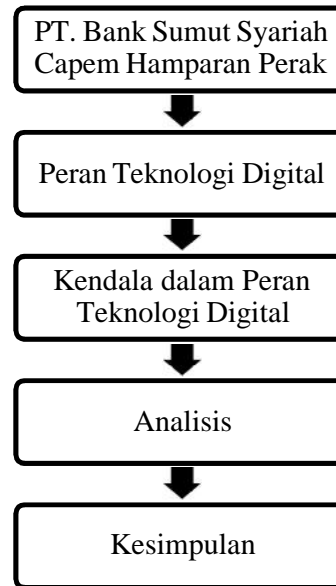 PT. Bank Sumut Syariah
Capem Hamparan Perak
Peran Teknologi Digital
Kendala dalam Peran
Teknologi Digital
Analisis
Kesimpulan